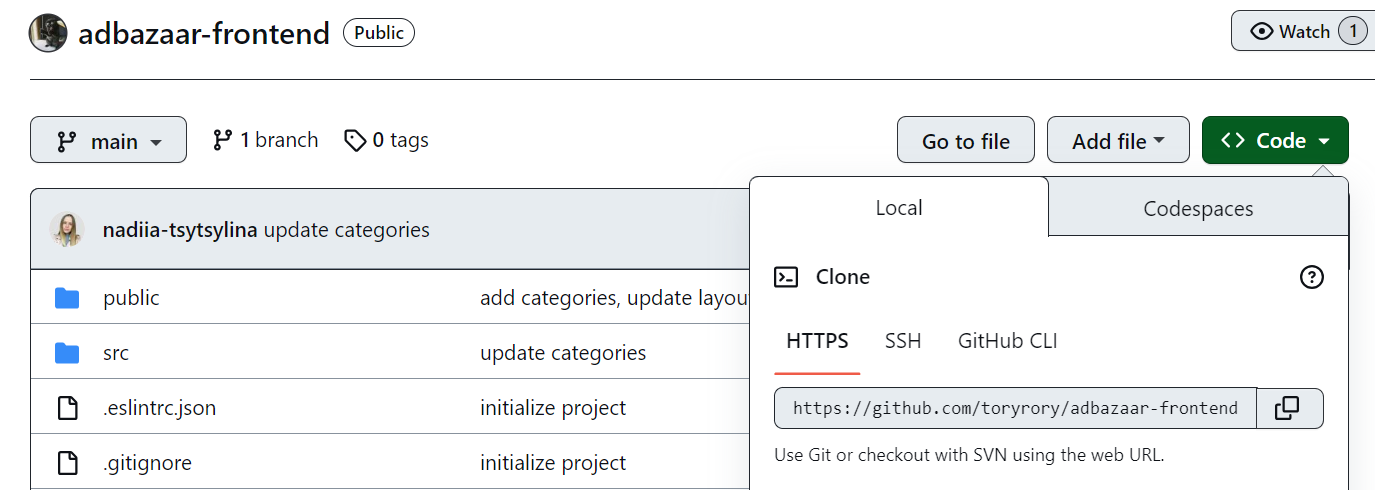 adbazaar-frontend Public
Watch 1
main 1 branch 0 tags
Go to file Add file <> Code
Local Codespaces
nadiia-tsytsylina update categories
Clone
public add categories, update layou
HTTPS SSH GitHub CLI
src update categories
.eslintrc.json initialize project
https://github.com/toryrory/adbazaar-frontend
Use Git or checkout with SVN using the web URL.
.gitignore initialize project